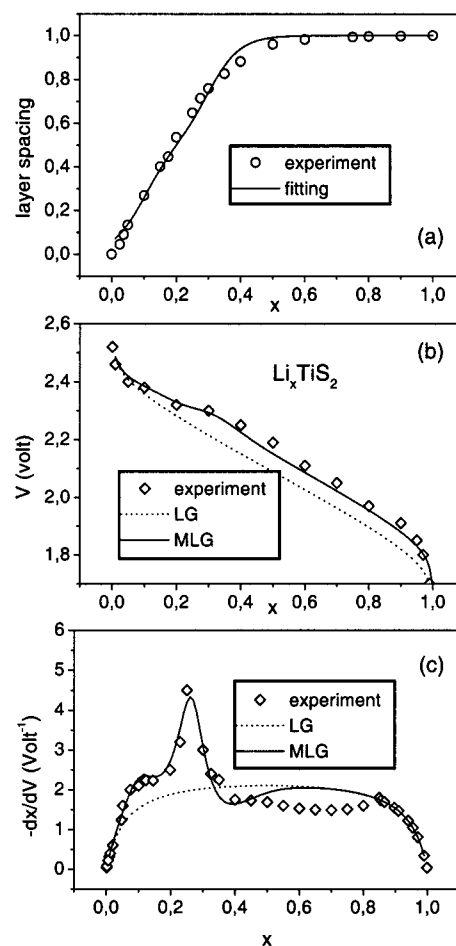 1,0
0,8
0,6
0,4
0,2
0,0
layer spacing
experiment
fitting
(a)
0,0 0,2 0,4 0,6 0,8 1,0
x
2,6
2,4
2,2
2,0
1,8
V (volt)
(b)
LiₓTiS₂
experiment
LG
MLG
0,0 0,2 0,4 0,6 0,8 1,0
x
6
5
4
3
2
1
0
-dx/dV (Volt⁻¹)
(c)
experiment
LG
MLG
0,0 0,2 0,4 0,6 0,8 1,0
x